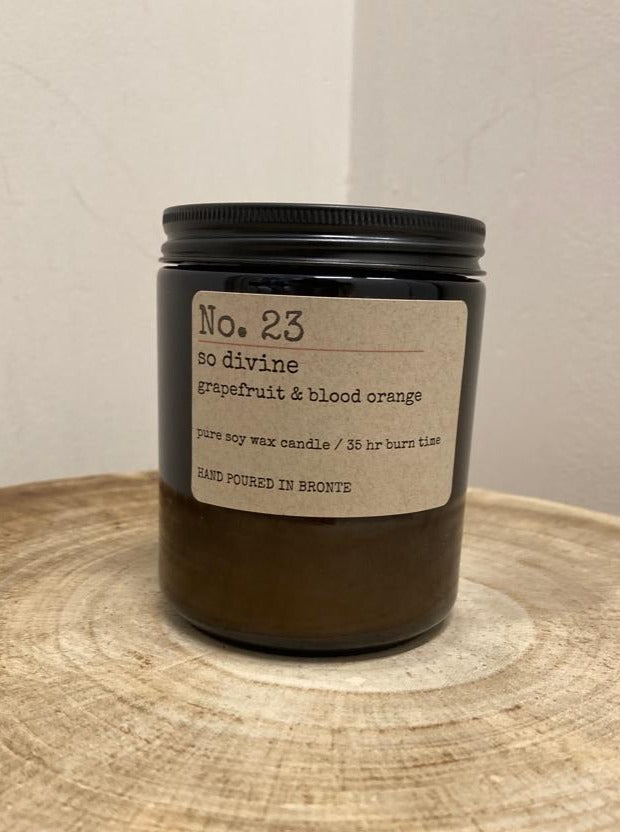 No. 23
so divine
grapefruit & blood orange
pure soy wax candle / 35 hr burn time
HAND POURED IN BRONTE